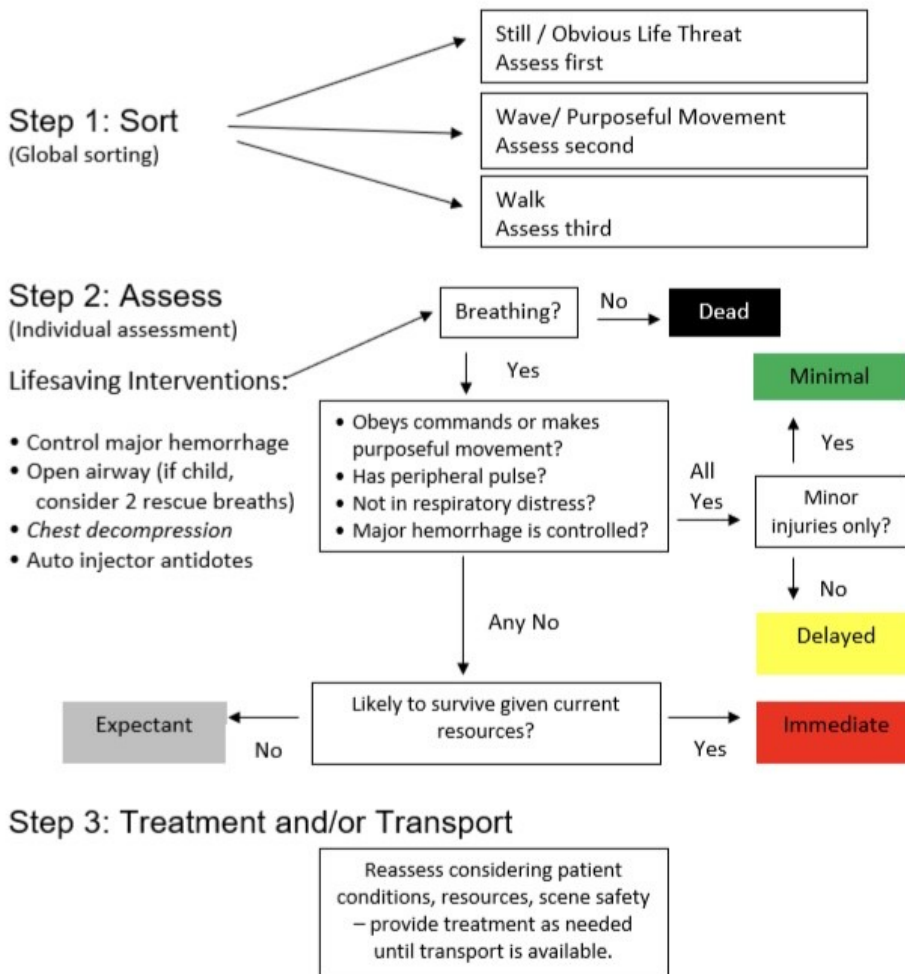 Still / Obvious Life Threat
Assess first
Step 1: Sort
(Global sorting)
Wave/ Purposeful Movement
Assess second
Walk
Assess third
Step 2: Assess
(Individual assessment)
Breathing?
No
Dead
Yes
Lifesaving Interventions:
• Control major hemorrhage
• Open airway (if child,
consider 2 rescue breaths)
• Chest decompression
• Auto injector antidotes
• Obeys commands or makes
purposeful movement?
• Has peripheral pulse?
• Not in respiratory distress?
• Major hemorrhage is controlled?
All
Yes
Minor
injuries only?
Yes
Minimal
No
Delayed
Any No
Likely to survive given current
resources?
No
Expectant
Yes
Immediate
Step 3: Treatment and/or Transport
Reassess considering patient
conditions, resources, scene safety
– provide treatment as needed
until transport is available.